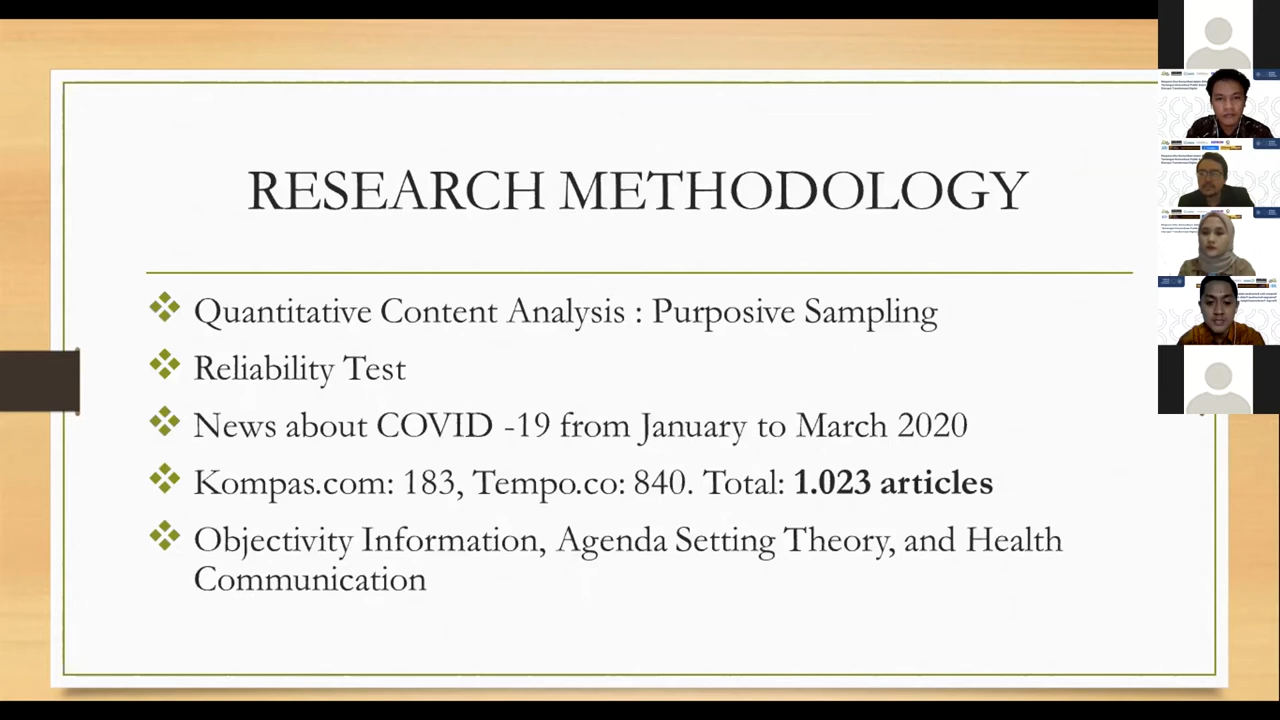 RESEARCH METHODOLOGY
Quantitative Content Analysis : Purposive Sampling
Reliability Test
News about COVID -19 from January to March 2020
Kompas.com: 183, Tempo.co: 840. Total: 1.023 articles
Objectivity Information, Agenda Setting Theory, and Health
Communication